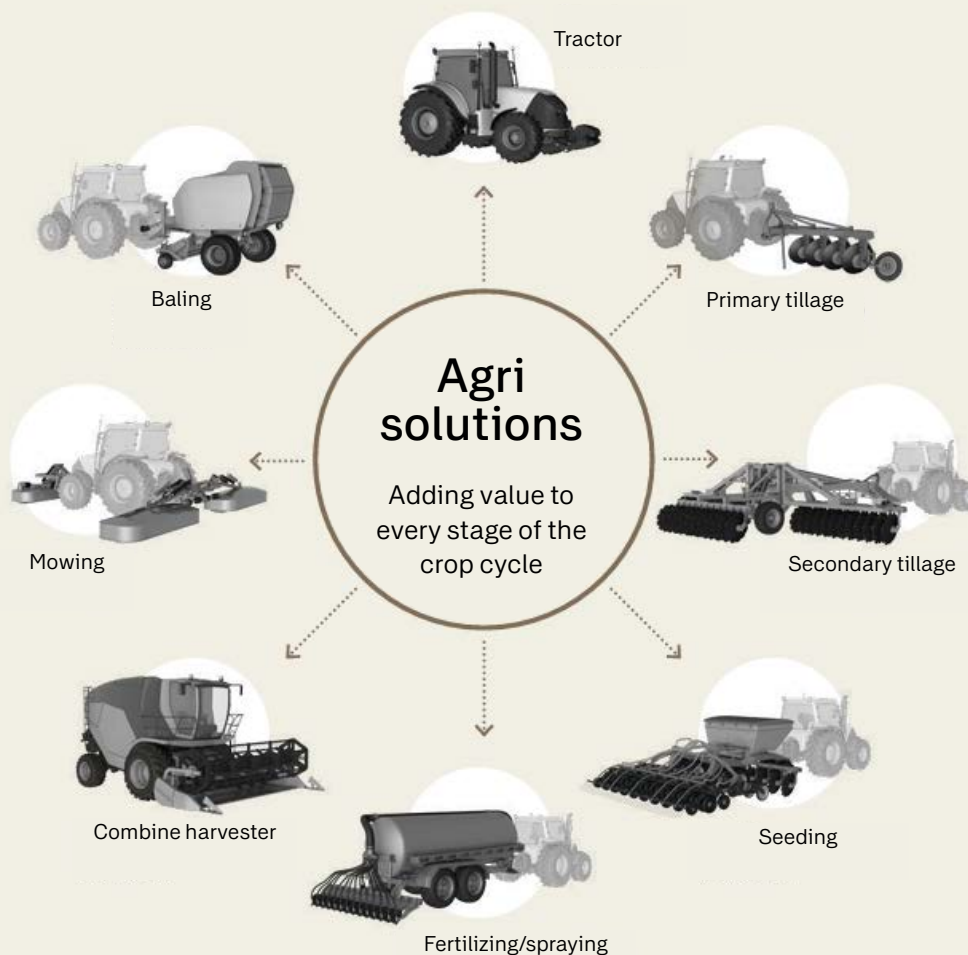 Tractor
Baling
Primary tillage
Agri
solutions
Adding value to
every stage of the
crop cycle
Mowing
Secondary tillage
Combine harvester
Seeding
Fertilizing/spraying